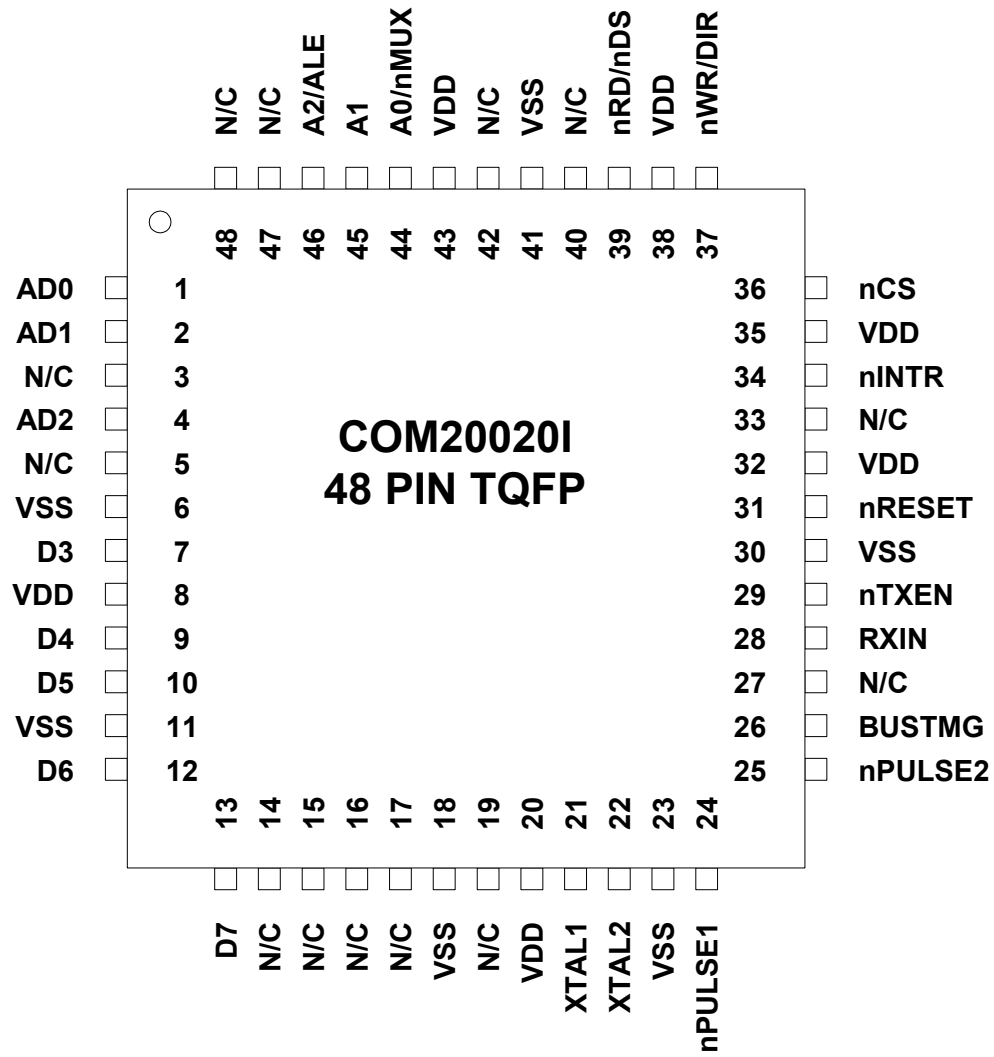 N/C
N/C
A2/ALE
A1
A0/nMUX
VDD
N/C
VSS
N/C
nRD/nDS
VDD
nWR/DIR
48
47
46
45
44
43
42
41
40
39
38
37
AD0 1
AD1 2
N/C 3
AD2 4
N/C 5
VSS 6
D3 7
VDD 8
D4 9
D5 10
VSS 11
D6 12
COM20020I
48 PIN TQFP
36 nCS
35 VDD
34 nINTR
33 N/C
32 VDD
31 nRESET
30 VSS
29 nTXEN
28 RXIN
27 N/C
26 BUSTMG
25 nPULSE2
13
14
15
16
17
18
19
20
21
22
23
24
D7
N/C
N/C
N/C
N/C
VSS
N/C
VDD
XTAL1
XTAL2
VSS
nPULSE1